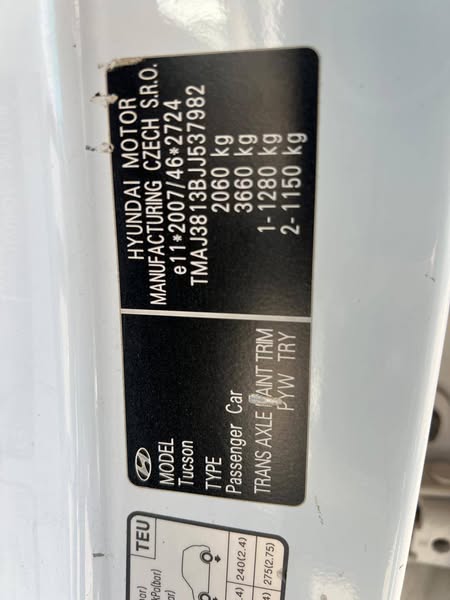 HYUNDAI MOTOR
MANUFACTURING CZECH S.R.O.
e11*2007/46*2724
TMAJ3813BJJ537982
2060 kg
3660 kg
1- 1280 kg
2- 1150 kg
MODEL
Tucson
TYPE
Passenger Car
TRANS AXLE PAINT TRIM
PYW TRY
TEU
240(2.4)
275(2.75)